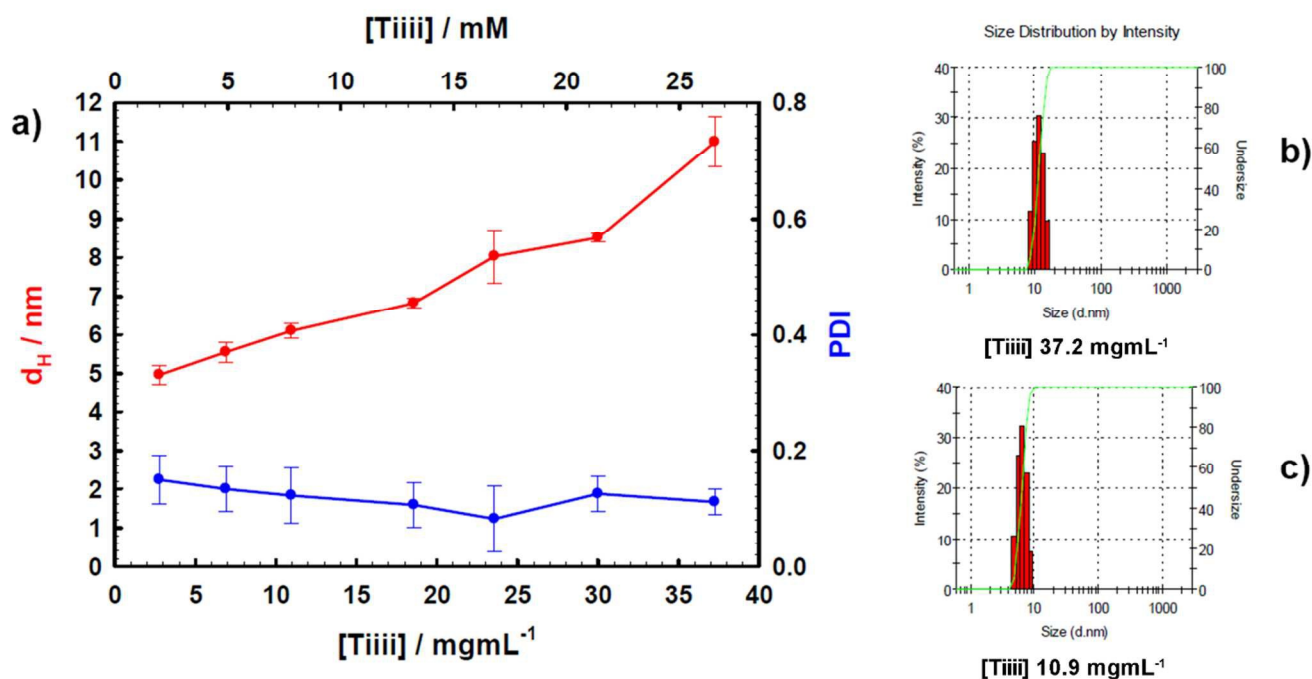 a)
[Tiiii] / mM
0 5 10 15 20 25
12
11
10
9
8
7
6
5
4
3
2
1
0
d_H / nm
0.8
0.6
0.4
0.2
0.0
PDI
0 5 10 15 20 25 30 35 40
[Tiiii] / mgmL⁻¹
b)
Size Distribution by Intensity
40
30
20
10
0
Intensity (%)
100
80
60
40
20
0
Undersize
1 10 100 1000
Size (d.nm)
[Tiiii] 37.2 mgmL⁻¹
c)
40
30
20
10
0
Intensity (%)
100
80
60
40
20
0
Undersize
1 10 100 1000
Size (d.nm)
[Tiiii] 10.9 mgmL⁻¹